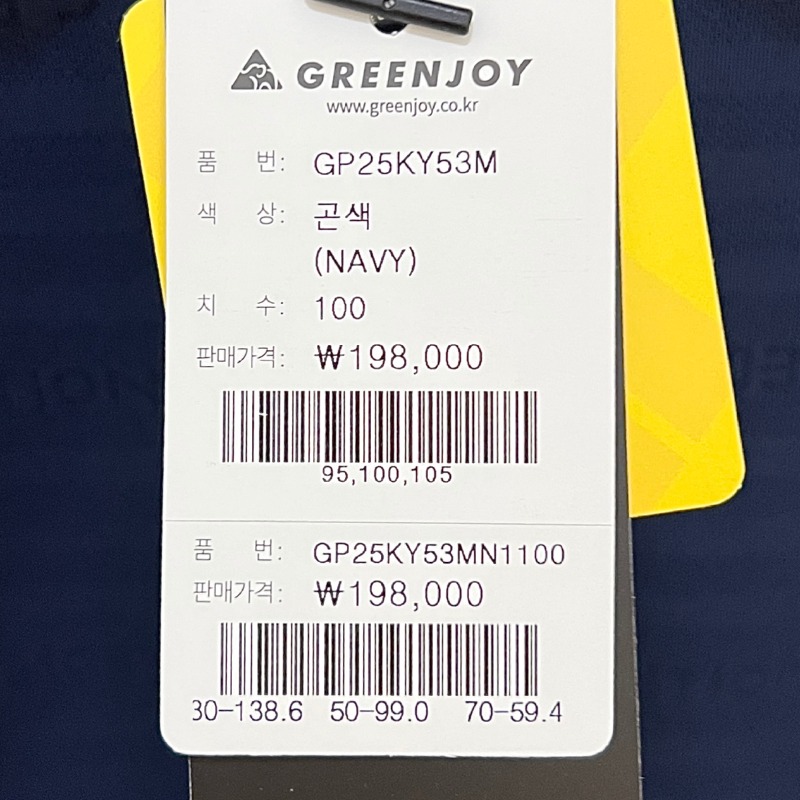 GREENJOY
www.greenjoy.co.kr
품 번: GP25KY53M
색 상: 곤색
(NAVY)
치 수: 100
판매가격: ₩198,000
95,100,105
품 번: GP25KY53MN1100
판매가격: ₩198,000
30-138.6 50-99.0 70-59.4